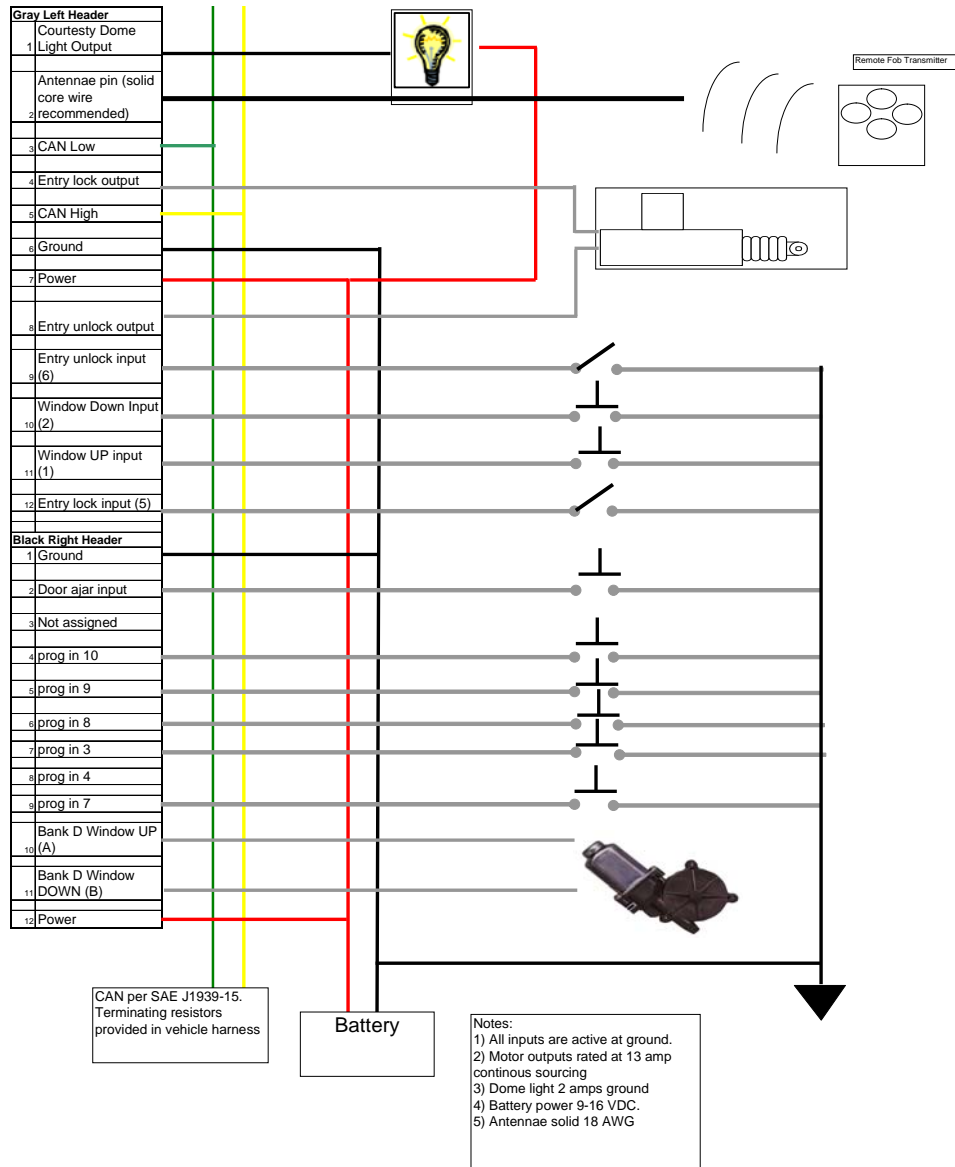 Gray Left Header
Courtesty Dome
1 Light Output
Antennae pin (solid
core wire
2 recommended)
3 CAN Low
4 Entry lock output
5 CAN High
6 Ground
7 Power
8 Entry unlock output
Entry unlock input
9 (6)
Window Down Input
10 (2)
Window UP input
11 (1)
12 Entry lock input (5)
Black Right Header
1 Ground
2 Door ajar input
3 Not assigned
4 prog in 10
5 prog in 9
6 prog in 8
7 prog in 3
8 prog in 4
9 prog in 7
Bank D Window UP
10 (A)
Bank D Window
11 DOWN (B)
12 Power
Remote Fob Transmitter
CAN per SAE J1939-15.
Terminating resistors
provided in vehicle harness
Battery
Notes:
1) All inputs are active at ground.
2) Motor outputs rated at 13 amp
continous sourcing
3) Dome light 2 amps ground
4) Battery power 9-16 VDC.
5) Antennae solid 18 AWG